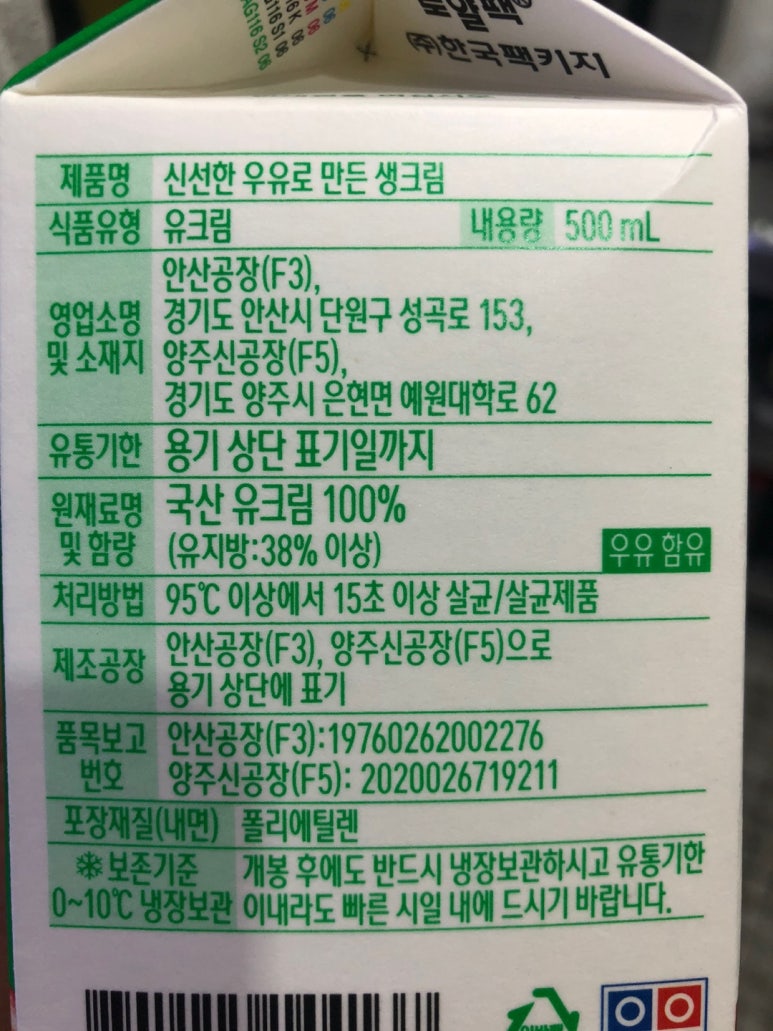 AG116 S2 06
㈜한국팩키지
제품명 신선한 우유로 만든 생크림
식품유형 유크림 내용량 500 mL
영업소명 및 소재지
안산공장(F3),
경기도 안산시 단원구 성곡로 153,
양주신공장(F5),
경기도 양주시 은현면 예원대학로 62
유통기한 용기 상단 표기일까지
원재료명 국산 유크림 100%
및 함량 (유지방:38% 이상) 우유 함유
처리방법 95℃ 이상에서 15초 이상 살균/살균제품
제조공장
안산공장(F3), 양주신공장(F5)으로
용기 상단에 표기
품목보고 안산공장(F3):19760262002276
번호 양주신공장(F5): 2020026719211
포장재질(내면) 폴리에틸렌
보존기준 개봉 후에도 반드시 냉장보관하시고 유통기한
0~10℃ 냉장보관 이내라도 빠른 시일 내에 드시기 바랍니다.